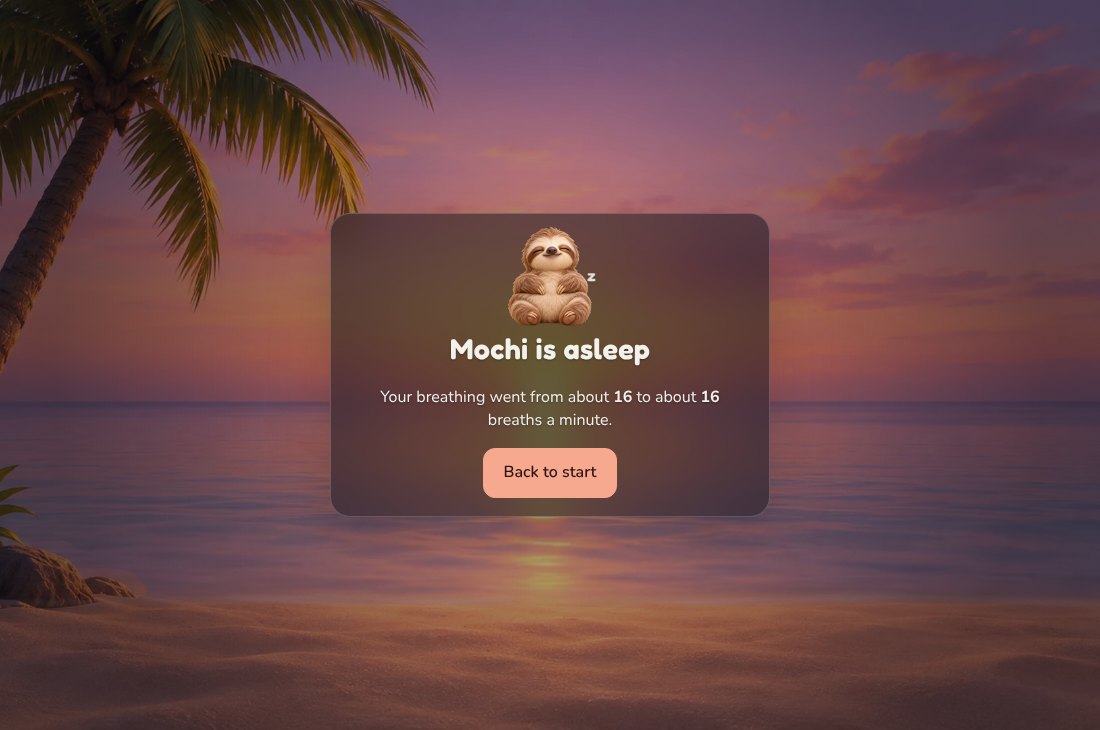 z
Mochi is asleep
Your breathing went from about 16 to about 16
breaths a minute.
Back to start